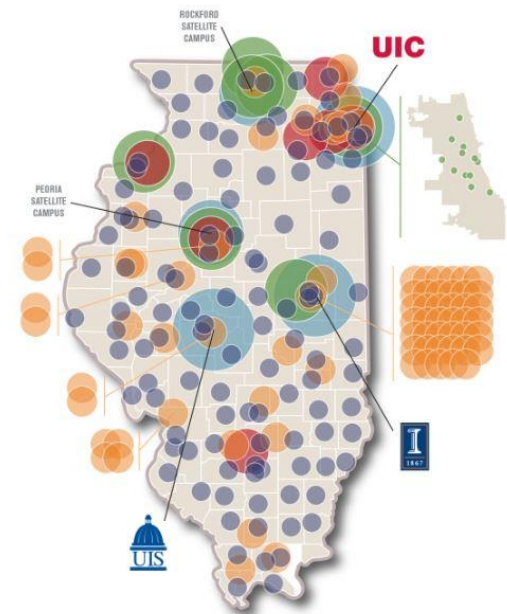 ROCKFORD
SATELLITE
CAMPUS
UIC
PEORIA
SATELLITE
CAMPUS
I
1867
UIS